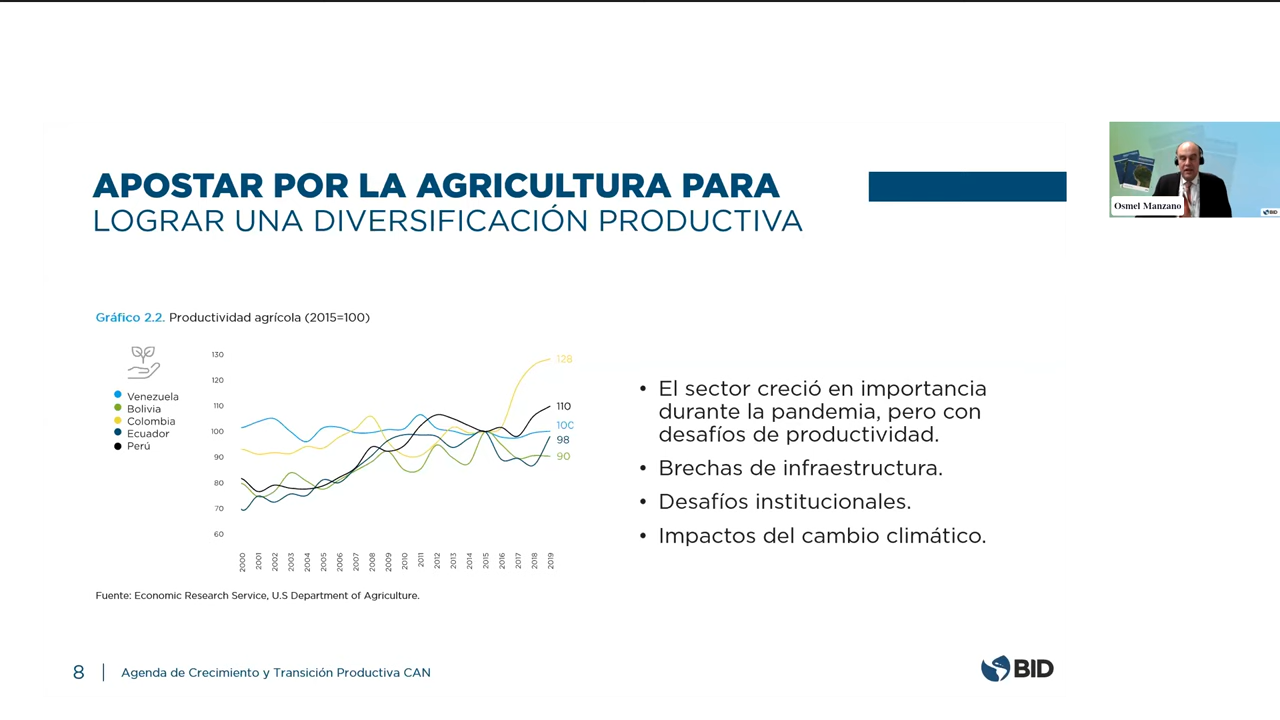 APOSTAR POR LA AGRICULTURA PARA
LOGRAR UNA DIVERSIFICACIÓN PRODUCTIVA
Osmel Manzano
BID
Gráfico 2.2. Productividad agrícola (2015=100)
Venezuela
Bolivia
Colombia
Ecuador
Perú
130
120
110
100
90
80
70
60
128
110
100
98
90
2000
2001
2002
2003
2004
2005
2006
2007
2008
2009
2010
2011
2012
2013
2014
2015
2016
2017
2018
2019
• El sector creció en importancia
durante la pandemia, pero con
desafíos de productividad.
• Brechas de infraestructura.
• Desafíos institucionales.
• Impactos del cambio climático.
Fuente: Economic Research Service, U.S Department of Agriculture.
8
Agenda de Crecimiento y Transición Productiva CAN
BID